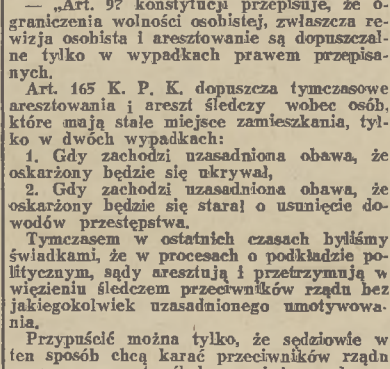 — „Art. 97 konstytucji przepisuje, że o-
graniczenia wolności osobistej, zwłaszcza re-
wizja osobista i aresztowanie są dopuszczal-
ne tylko w wypadkach prawem przepisa-
nych.
Art. 165 K. P. K. dopuszcza tymczasowe
aresztowania i areszt śledczy wobec osób,
które mają stałe miejsce zamieszkania, tyl-
ko w dwóch wypadkach:
1. Gdy zachodzi uzasadniona obawa, że
oskarżony będzie się ukrywał,
2. Gdy zachodzi uzasadniona obawa, że
oskarżony będzie się starał o usunięcie do-
wodów przestępstwa.
Tymczasem w ostatnich czasach byliśmy
świadkami, że w procesach o podkładzie po-
litycznym, sądy aresztują i przetrzymują w
więzieniu śledczem przeciwników rządu bez
jakiegokolwiek uzasadnionego umotywowa-
nia.
Przypuścić można tylko, że sędziowie w
ten sposób chcą karać przeciwników rządu